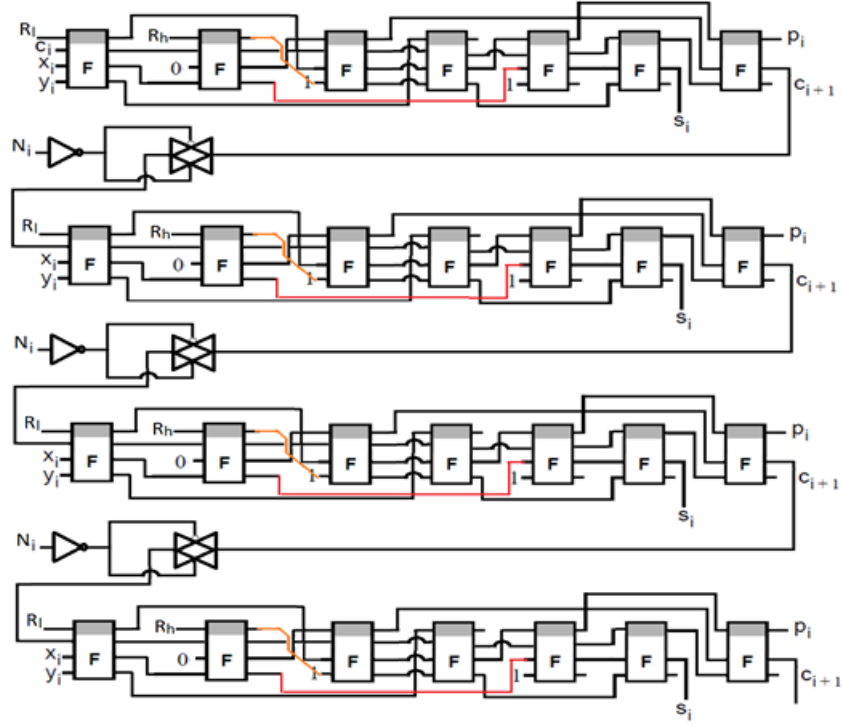 Rl Rh pi
ci
xi 0 F F F F F F F
yi 1 1 ci + 1
si
Ni
Rl Rh pi
xi 0 F F F F F F F
yi 1 1 ci + 1
si
Ni
Rl Rh pi
xi 0 F F F F F F F
yi 1 1 ci + 1
si
Ni
Rl Rh pi
xi 0 F F F F F F F
yi 1 1 ci + 1
si